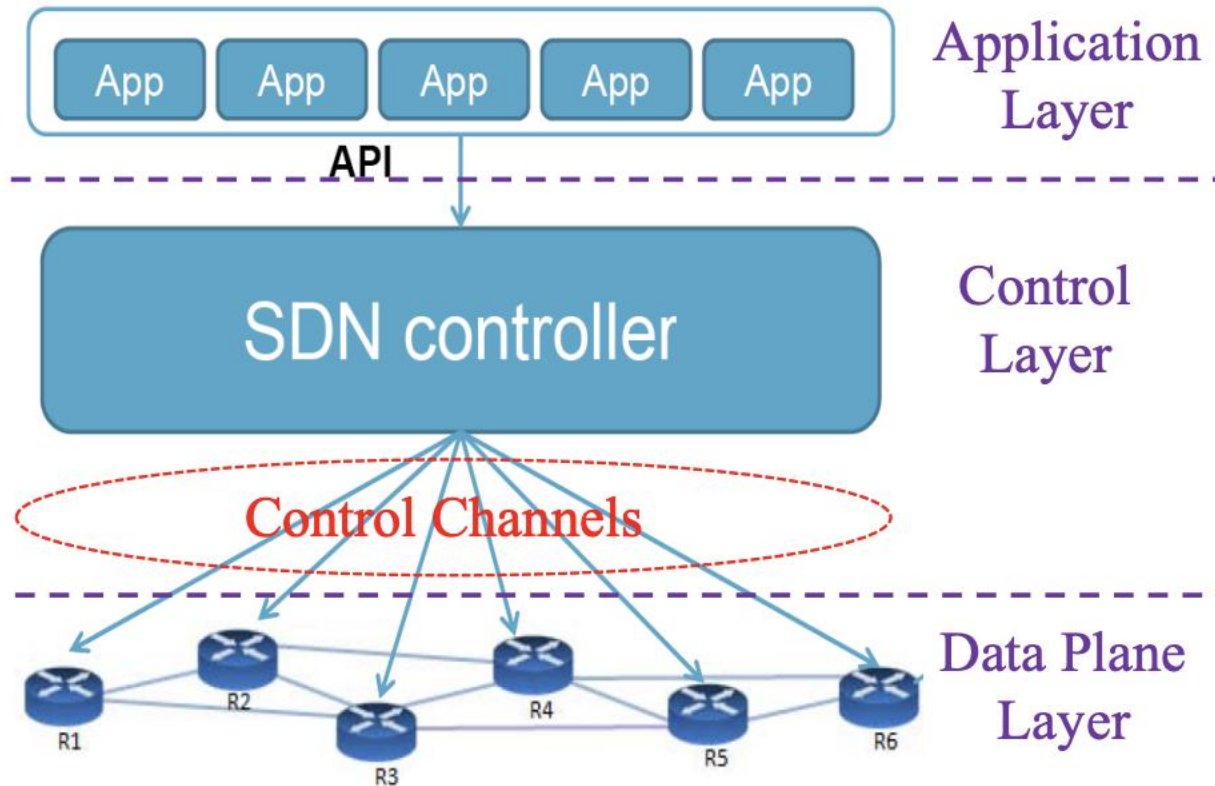 App App App App App
Application
Layer
API
SDN controller
Control
Layer
Control Channels
Data Plane
Layer
R1
R2
R3
R4
R5
R6